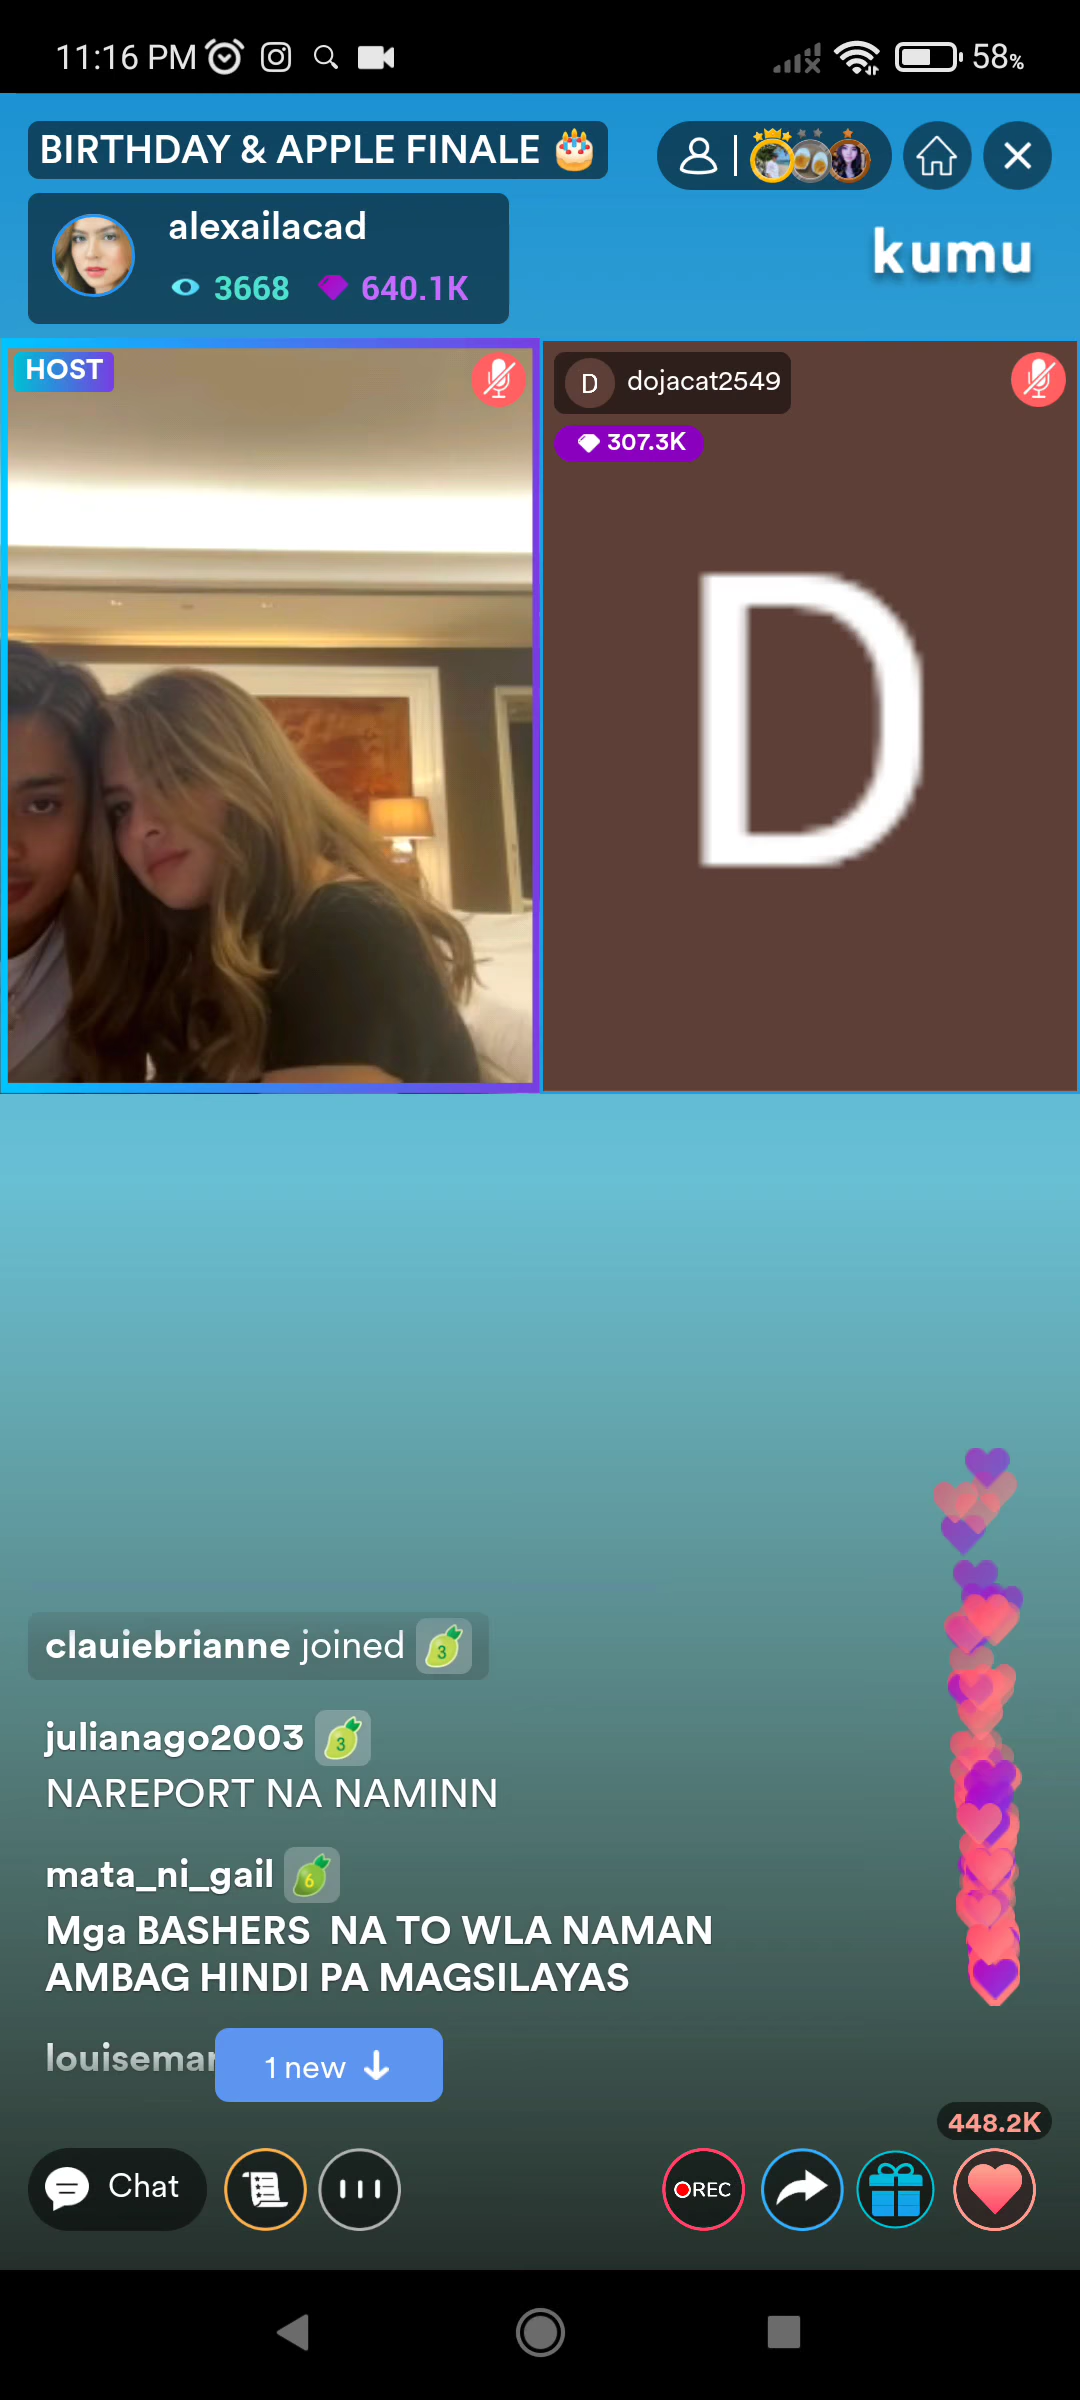 11:16 PM
58%
BIRTHDAY & APPLE FINALE 🎂
alexailacad
3668 640.1K
kumu
HOST
D dojacat2549
307.3K
D
clauiebrianne joined 3
julianago2003 3
NAREPORT NA NAMINN
mata_ni_gail 6
Mga BASHERS  NA TO WLA NAMAN
AMBAG HINDI PA MAGSILAYAS
1 new
448.2K
Chat
REC